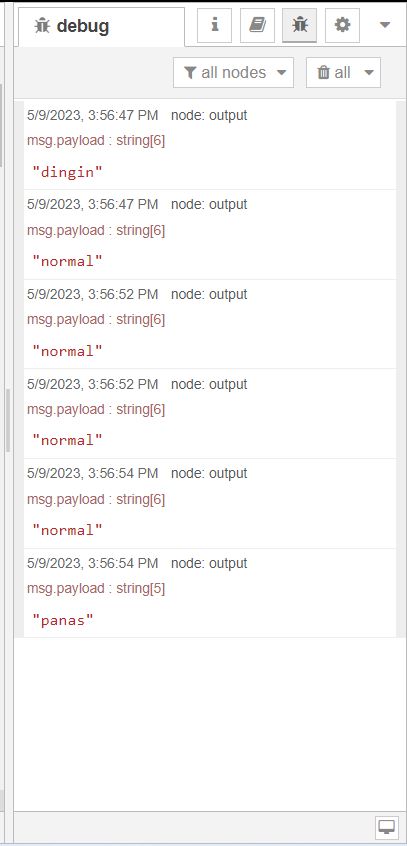 debug
all nodes
all
5/9/2023, 3:56:47 PM node: output
msg.payload : string[6]
"dingin"
5/9/2023, 3:56:47 PM node: output
msg.payload : string[6]
"normal"
5/9/2023, 3:56:52 PM node: output
msg.payload : string[6]
"normal"
5/9/2023, 3:56:52 PM node: output
msg.payload : string[6]
"normal"
5/9/2023, 3:56:54 PM node: output
msg.payload : string[6]
"normal"
5/9/2023, 3:56:54 PM node: output
msg.payload : string[5]
"panas"